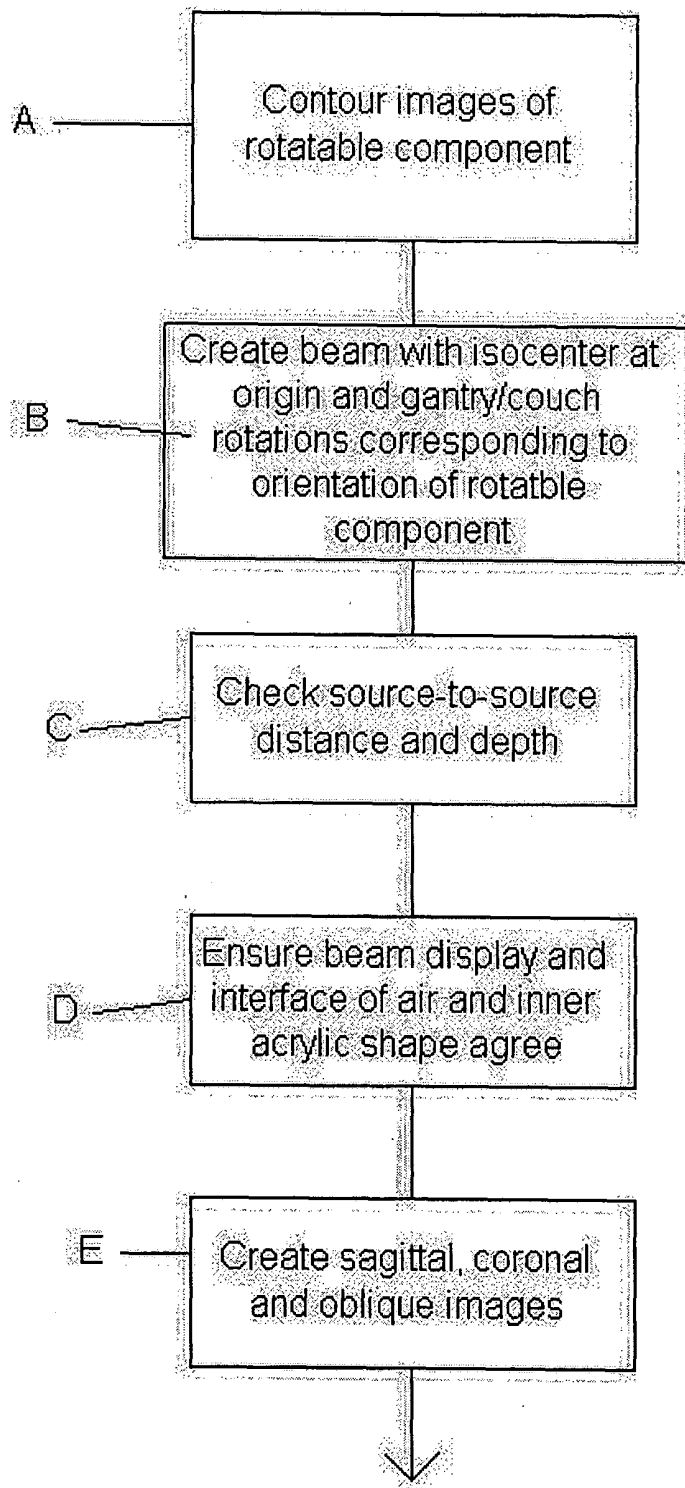 A
Contour images of
rotatable component
B
Create beam with isocenter at
origin and gantry/couch
rotations corresponding to
orientation of rotatble
component
C
Check source-to-source
distance and depth
D
Ensure beam display and
interface of air and inner
acrylic shape agree
E
Create sagittal, coronal
and oblique images